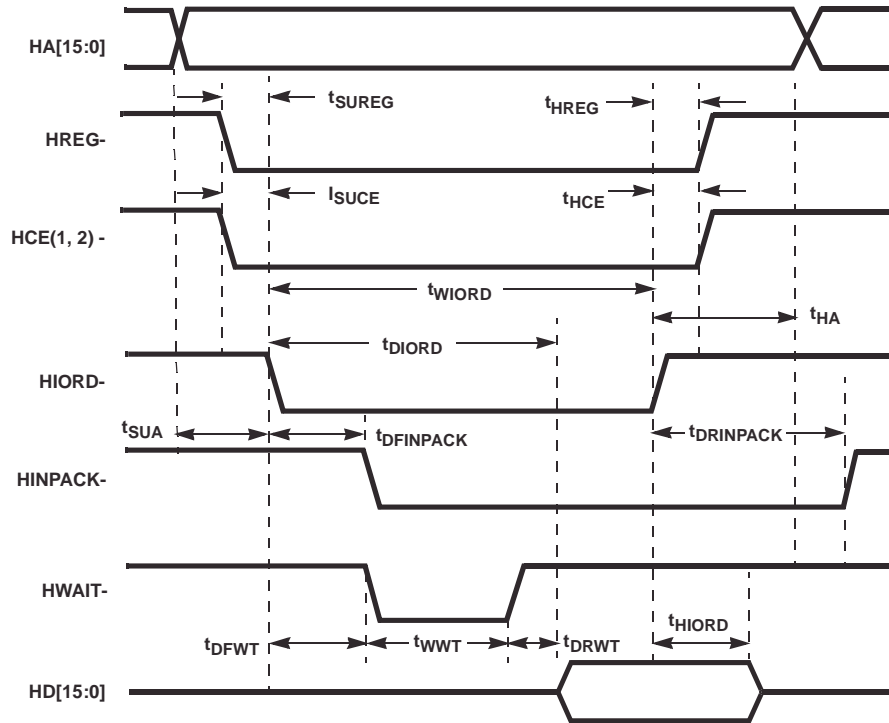 HA[15:0]
tSUREG
tHREG
HREG-
ISUCE
tHCE
HCE(1, 2) -
tWIORD
tHA
tDIORD
HIORD-
tSUA
tDFINPACK
tDRINPACK
HINPACK-
HWAIT-
tHIORD
tDFWT
tWWT
tDRWT
HD[15:0]